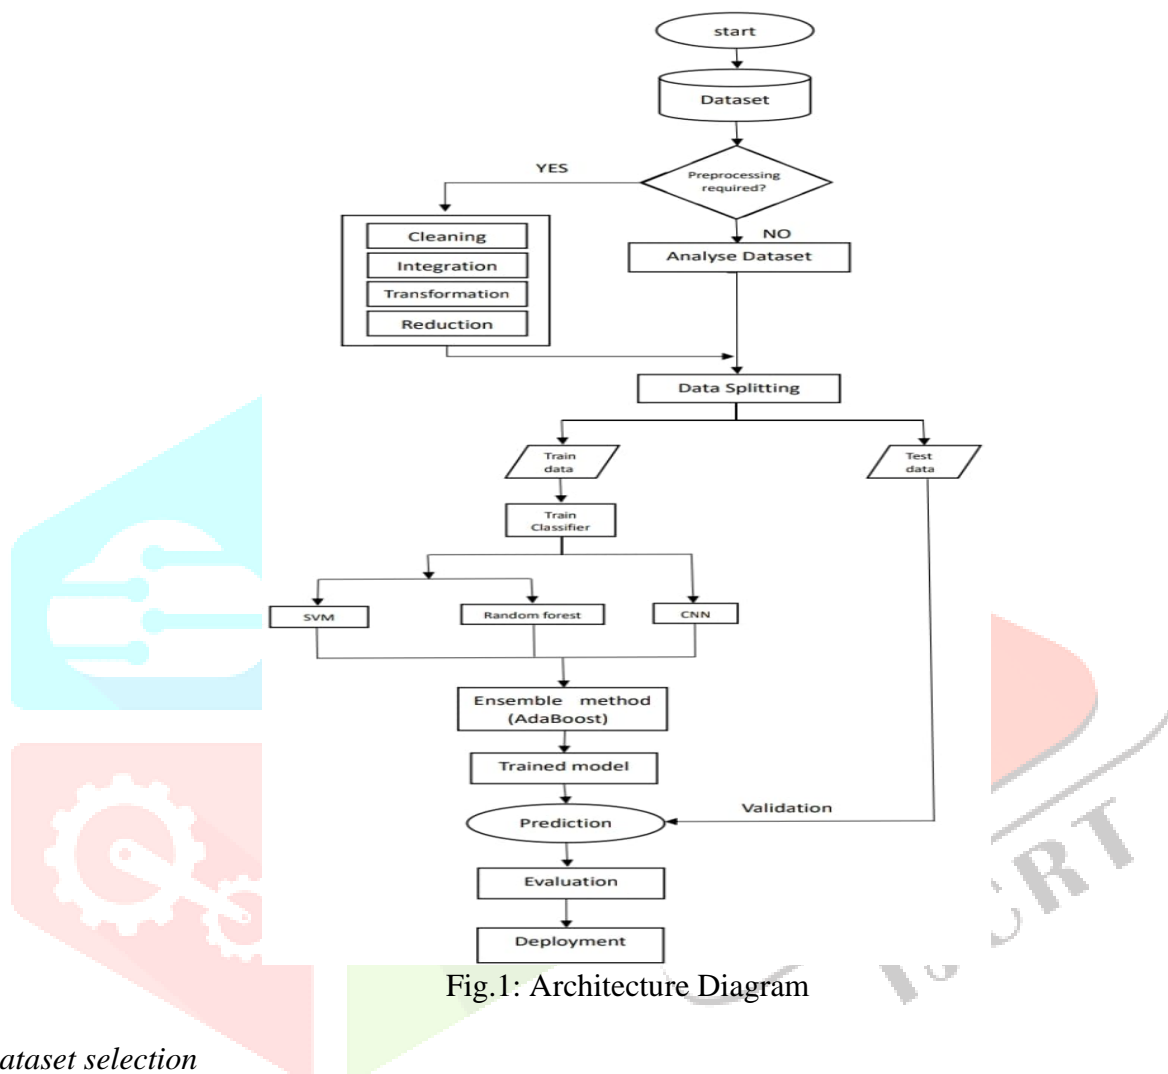 start
Dataset
Preprocessing
required?
YES
NO
Cleaning
Integration
Transformation
Reduction
Analyse Dataset
Data Splitting
Train
data
Test
data
Train
Classifier
SVM
Random forest
CNN
Ensemble method
(AdaBoost)
Trained model
Prediction
Validation
Evaluation
Deployment
Fig.1: Architecture Diagram
ataset selection